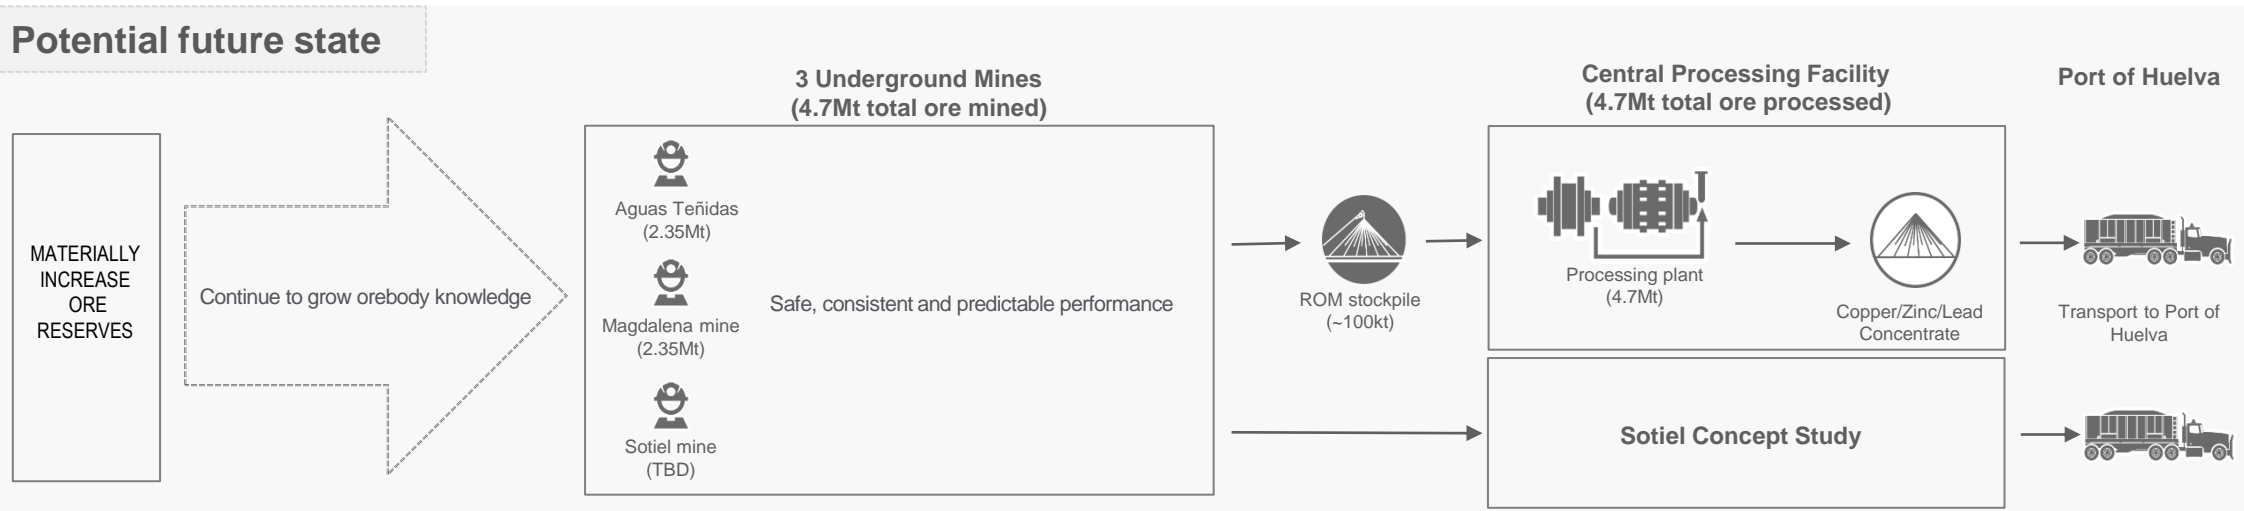 Potential future state
MATERIALLY
INCREASE
ORE
RESERVES
Continue to grow orebody knowledge
3 Underground Mines
(4.7Mt total ore mined)
Aguas Teñidas
(2.35Mt)
Magdalena mine
(2.35Mt)
Sotiel mine
(TBD)
Safe, consistent and predictable performance
ROM stockpile
(~100kt)
Central Processing Facility
(4.7Mt total ore processed)
Processing plant
(4.7Mt)
Copper/Zinc/Lead
Concentrate
Sotiel Concept Study
Port of Huelva
Transport to Port of
Huelva